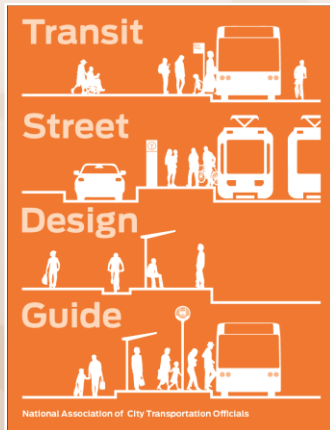 Transit
Street
Design
Guide
National Association of City Transportation Officials